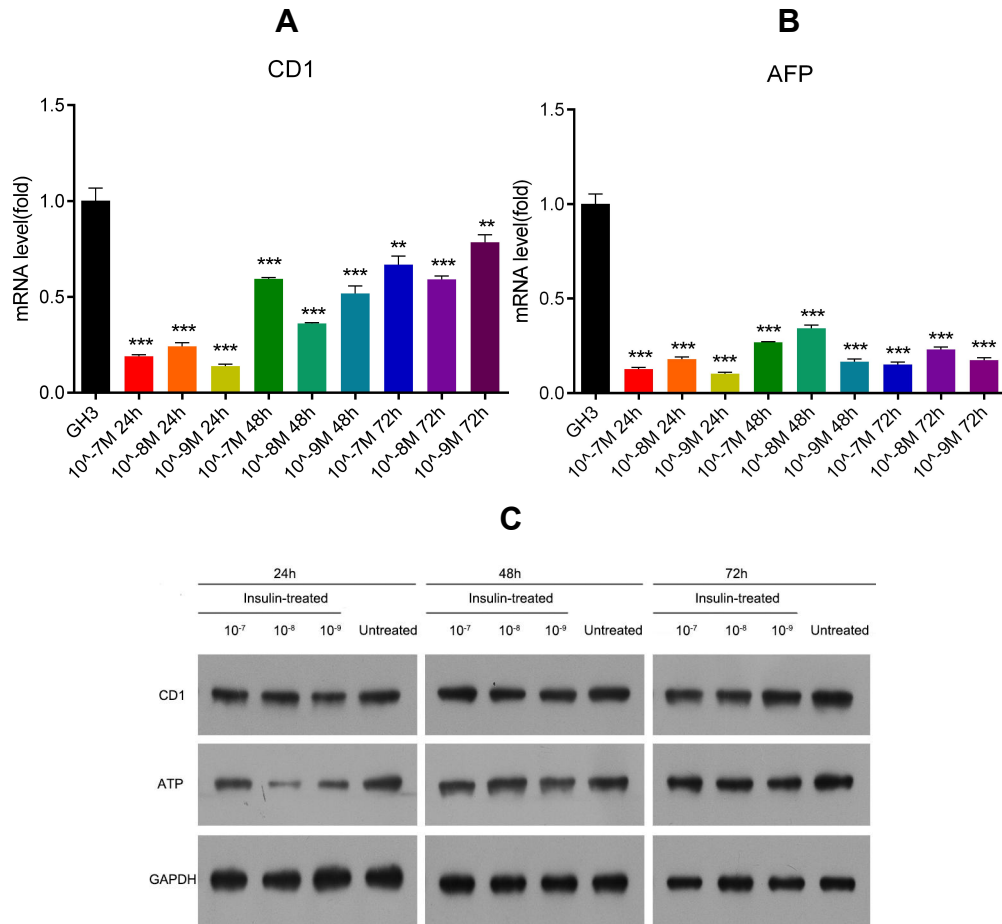 A
CD1
mRNA level(fold)
1.5
1.0
0.5
0.0
***
***
***
***
***
***
**
***
**
GH3
10^-7M 24h
10^-8M 24h
10^-9M 24h
10^-7M 48h
10^-8M 48h
10^-9M 48h
10^-7M 72h
10^-8M 72h
10^-9M 72h
B
AFP
mRNA level(fold)
1.5
1.0
0.5
0.0
***
***
***
***
***
***
***
***
***
GH3
10^-7M 24h
10^-8M 24h
10^-9M 24h
10^-7M 48h
10^-8M 48h
10^-9M 48h
10^-7M 72h
10^-8M 72h
10^-9M 72h
C
24h 48h 72h
Insulin-treated Insulin-treated Insulin-treated
10⁻⁷ 10⁻⁸ 10⁻⁹ Untreated 10⁻⁷ 10⁻⁸ 10⁻⁹ Untreated 10⁻⁷ 10⁻⁸ 10⁻⁹ Untreated
CD1
ATP
GAPDH